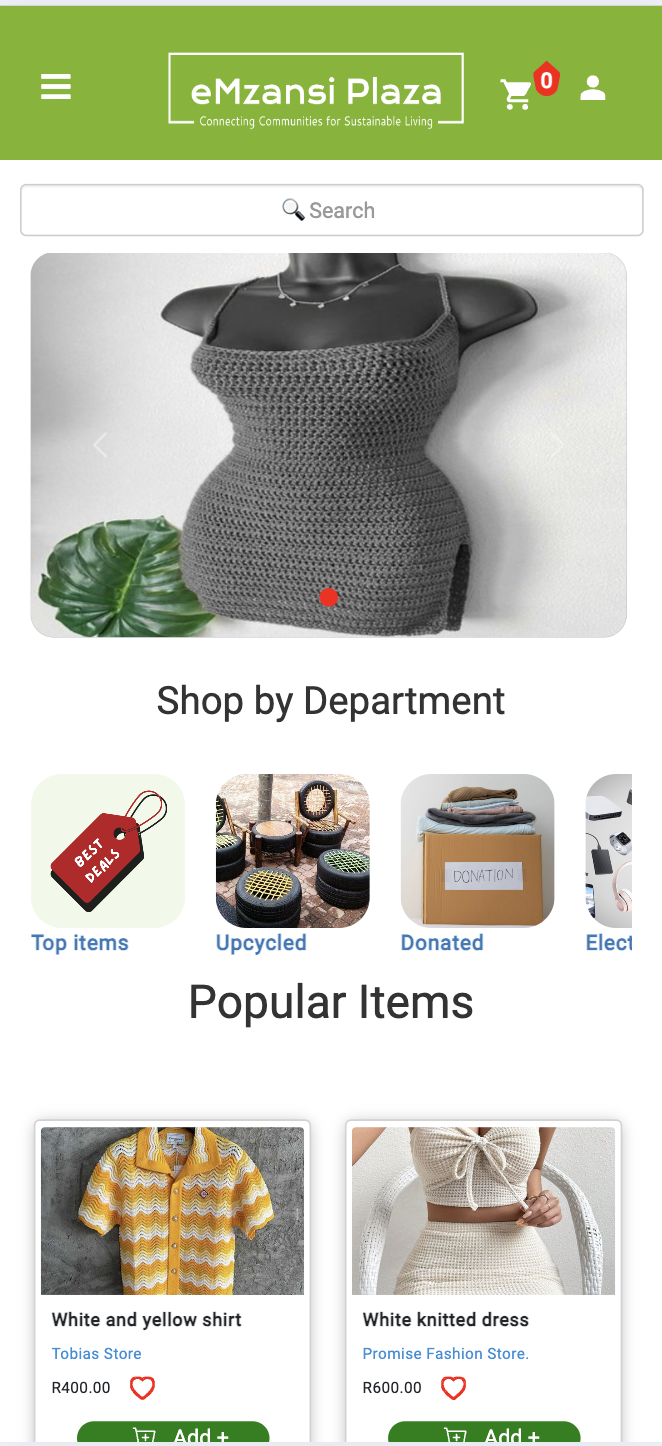 eMzansi Plaza
Connecting Communities for Sustainable Living
0
Search
Shop by Department
BEST
DEALS
DONATION
Top items
Upcycled
Donated
Elect
Popular Items
White and yellow shirt
White knitted dress
Tobias Store
Promise Fashion Store.
R400.00
R600.00
Add +
Add +